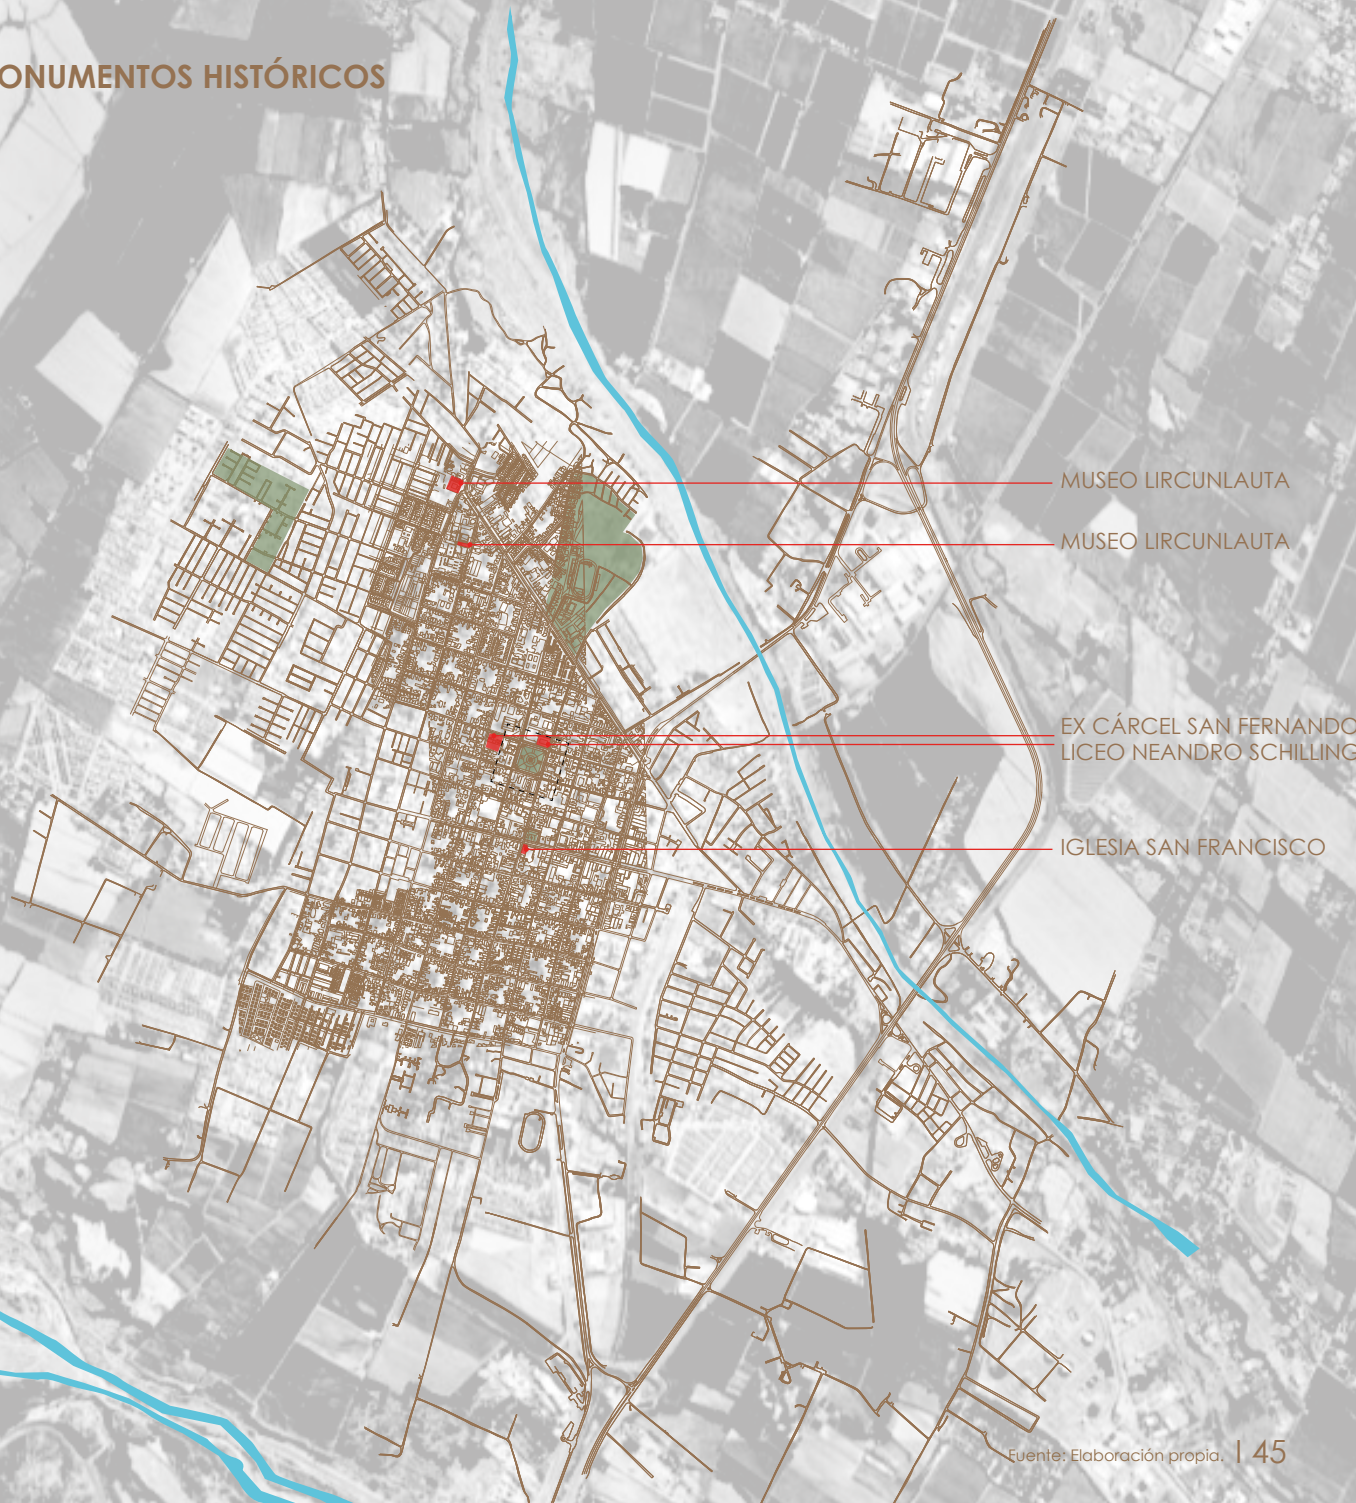 ONUMENTOS HISTÓRICOS
MUSEO LIRCUNLAUTA
MUSEO LIRCUNLAUTA
EX CÁRCEL SAN FERNANDO
LICEO NEANDRO SCHILLING
IGLESIA SAN FRANCISCO
Fuente: Elaboración propia. | 45